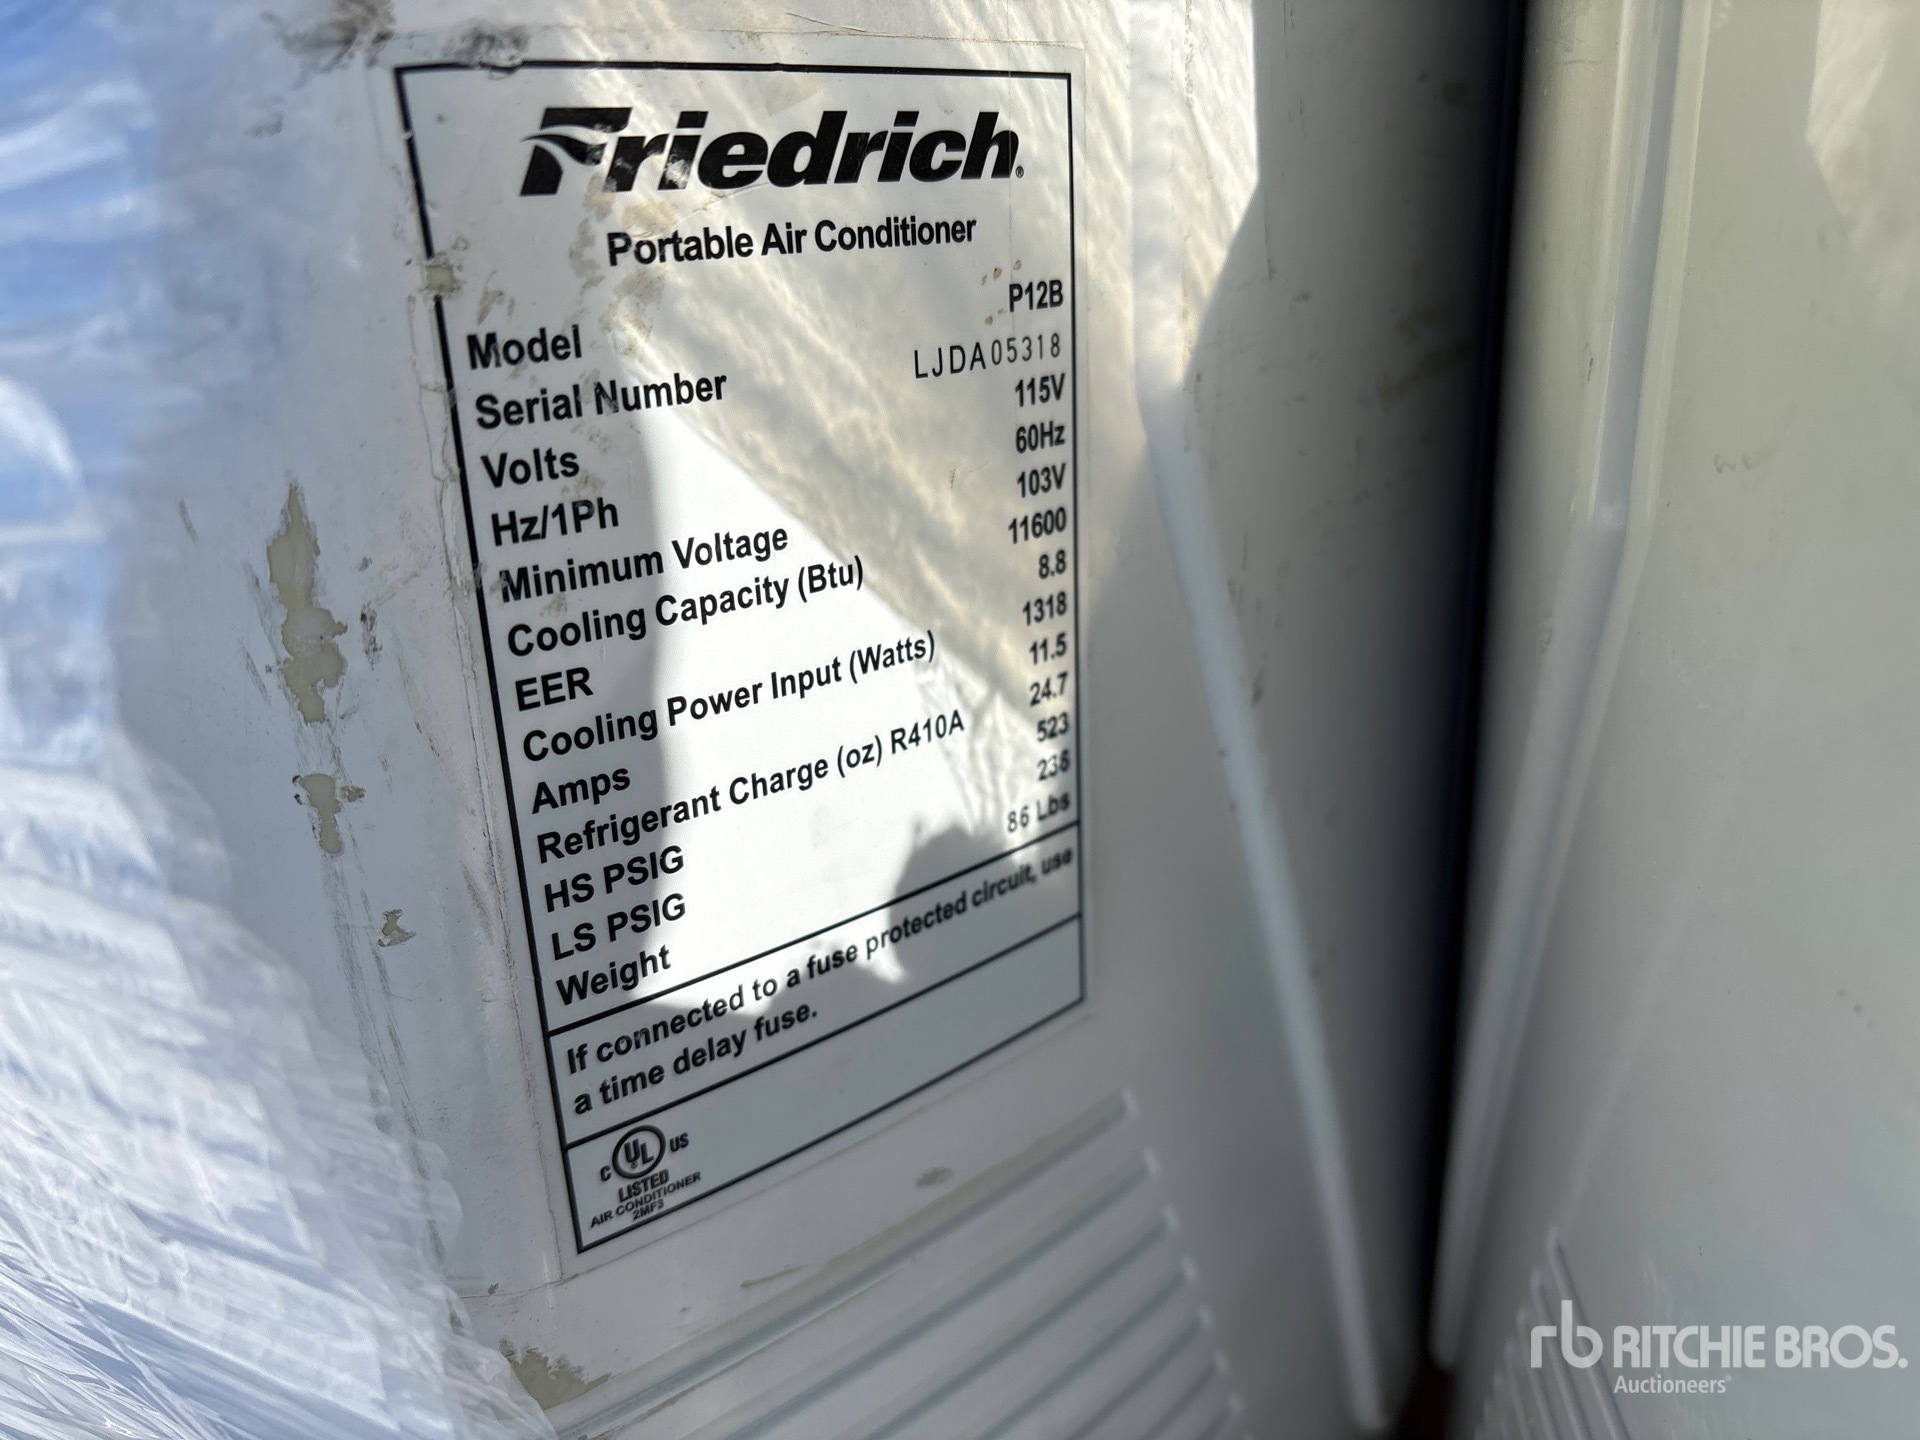 Friedrich®
Portable Air Conditioner
Model P12B
Serial Number LJDA05318
Volts 115V
Hz/1Ph 60Hz
Minimum Voltage 103V
Cooling Capacity (Btu) 11600
EER 8.8
Cooling Power Input (Watts) 1318
Amps 11.5
Refrigerant Charge (oz) R410A 24.7
HS PSIG 523
LS PSIG 236
Weight 86 Lbs
If connected to a fuse protected circuit, use
a time delay fuse.
C UL US
LISTED
AIR CONDITIONER
2MF3
rb RITCHIE BROS.
Auctioneers